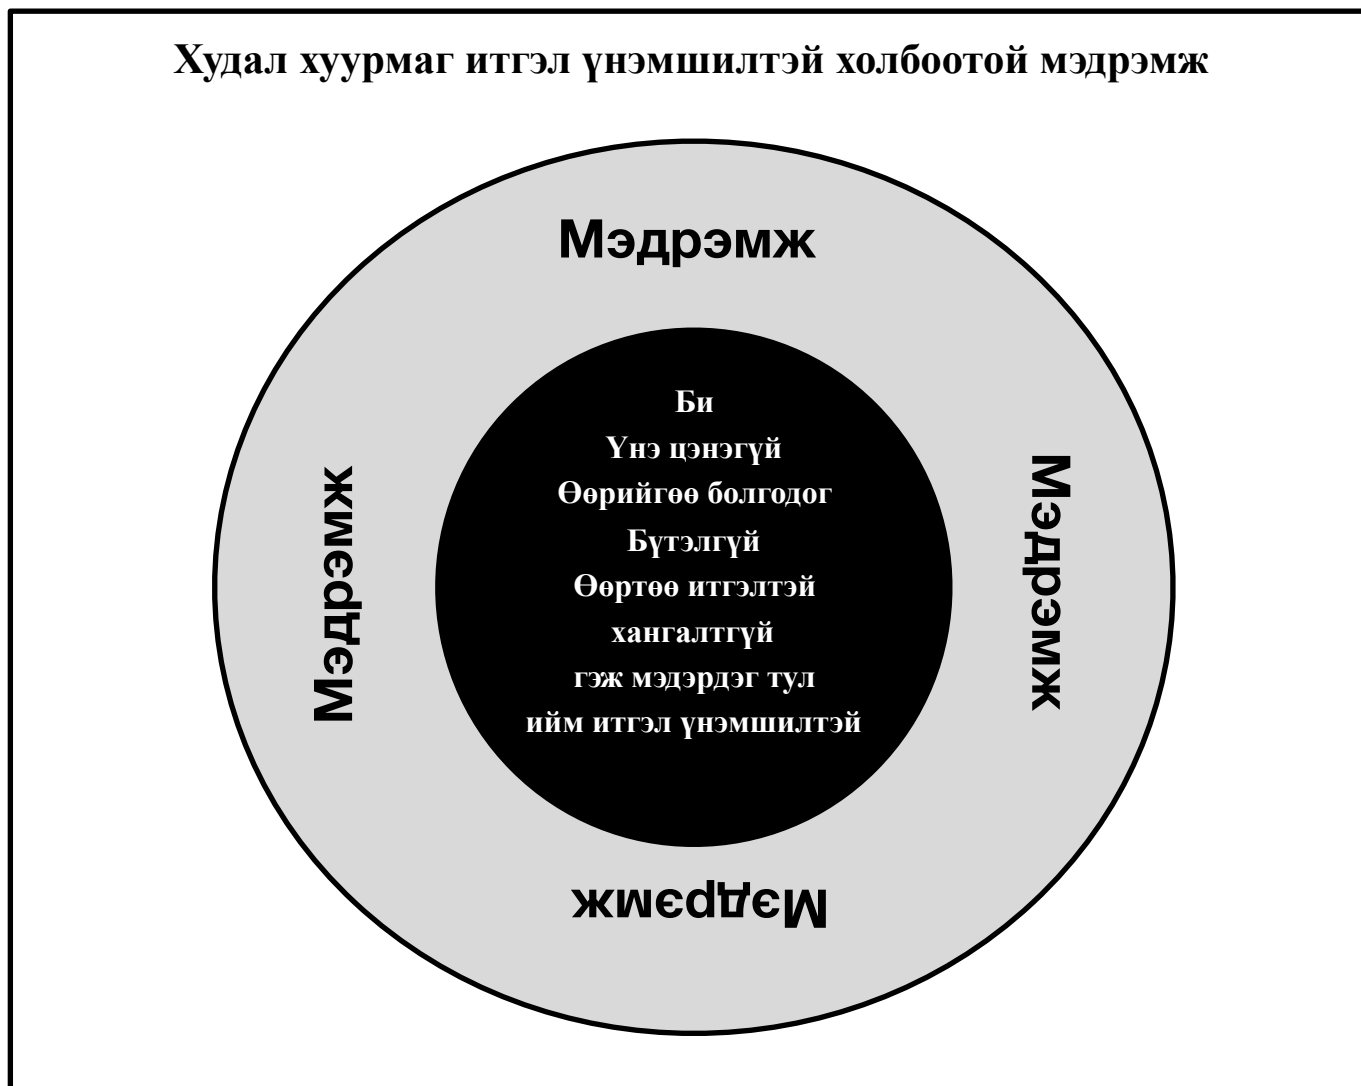 Худал хуурмаг итгэл үнэмшилтэй холбоотой мэдрэмж
Мэдрэмж
Би
Үнэ цэнэгүй
Өөрийгөө болгодог
Бүтэлгүй
Өөртөө итгэлтэй
хангалтгүй
гэж мэдэрдэг тул
ийм итгэл үнэмшилтэй
Мэдрэмж
Мэдрэмж
Мэдрэмж